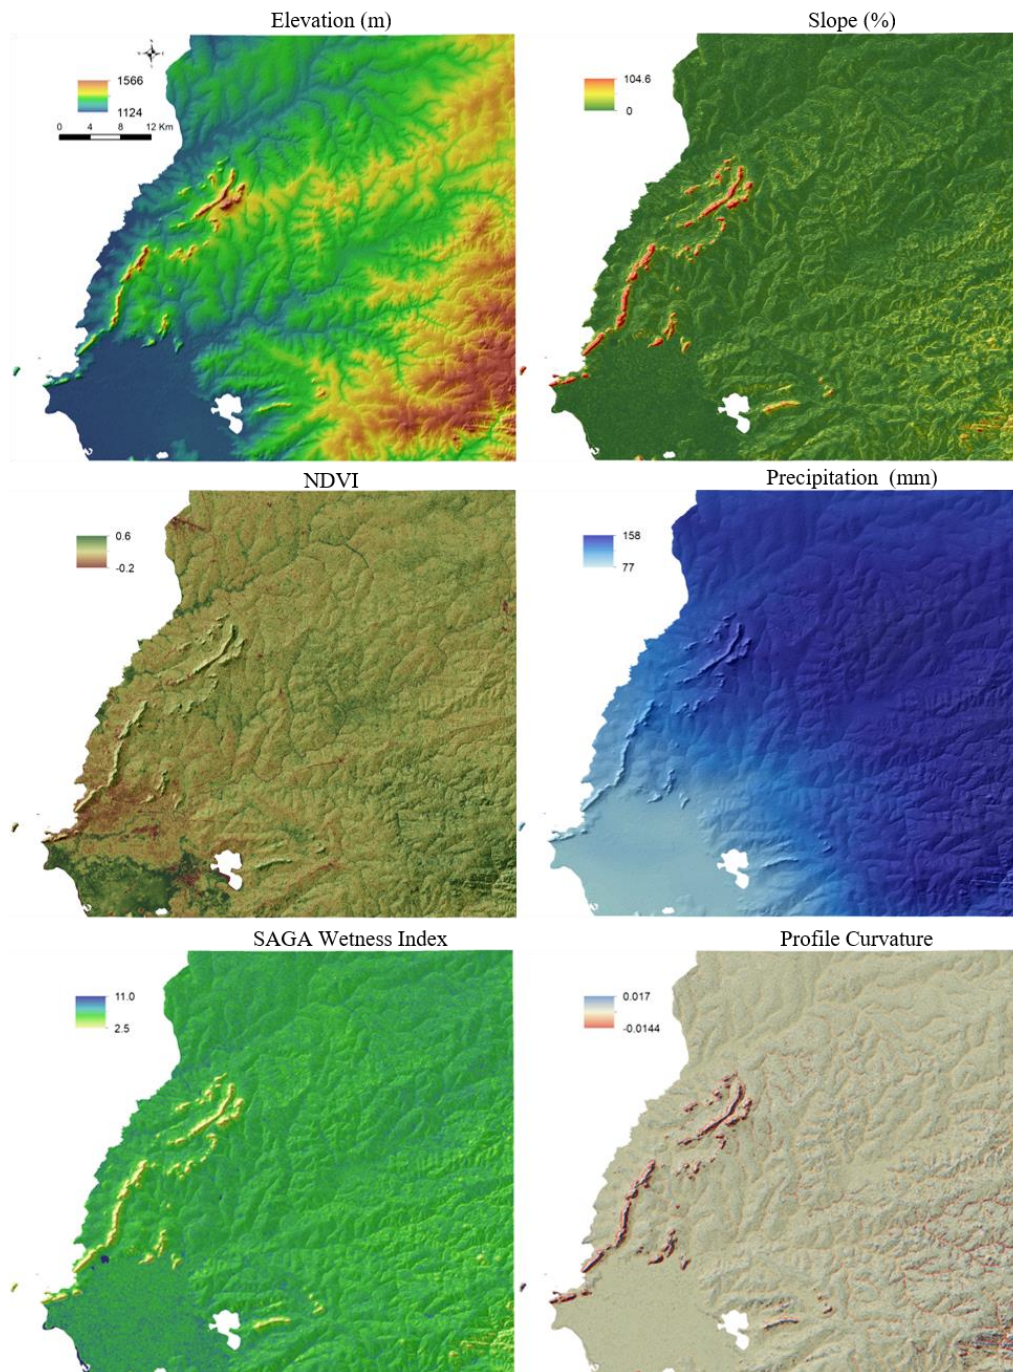 Elevation (m)
Slope (%)
1566
1124
0 4 8 12 Km
104.6
0
NDVI
Precipitation (mm)
0.6
-0.2
158
77
SAGA Wetness Index
Profile Curvature
11.0
2.5
0.017
-0.0144